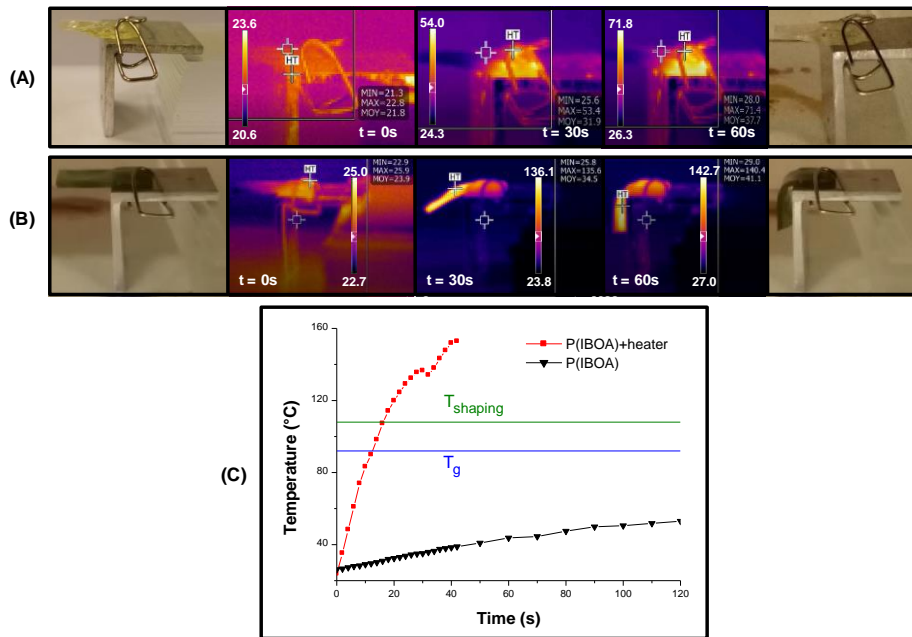 (A)
23.6
HT
MIN=21.3
MAX=22.8
MOY=21.8
20.6
t = 0s
54.0
HT
MIN=25.6
MAX=53.4
MOY=31.9
24.3
t = 30s
71.8
HT
MIN=28.0
MAX=71.4
MOY=37.7
26.3
t = 60s
(B)
HT
25.0
MIN=22.9
MAX=25.9
MOY=23.9
t = 0s
22.7
HT
136.1
MIN=25.8
MAX=135.6
MOY=34.5
t = 30s
23.8
HT
142.7
MIN=29.0
MAX=140.4
MOY=41.1
t = 60s
27.0
(C)
160
120
80
40
Temperature (°C)
P(IBOA)+heater
P(IBOA)
Tshaping
Tg
0 20 40 60 80 100 120
Time (s)